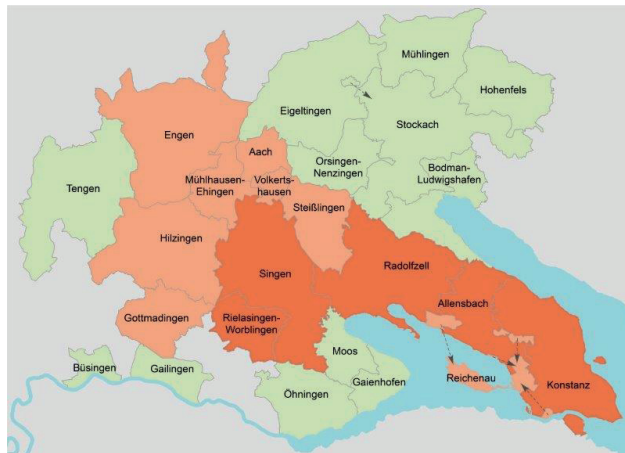 Mühlingen
Hohenfels
Eigeltingen
Stockach
Engen
Aach
Orsingen-
Nenzingen
Bodman-
Ludwigshafen
Tengen
Mühlhausen-
Ehingen
Volkerts-
hausen
Steißlingen
Hilzingen
Singen
Radolfzell
Allensbach
Gottmadingen
Rielasingen-
Worblingen
Moos
Büsingen
Gailingen
Gaienhofen
Reichenau
Konstanz
Öhningen